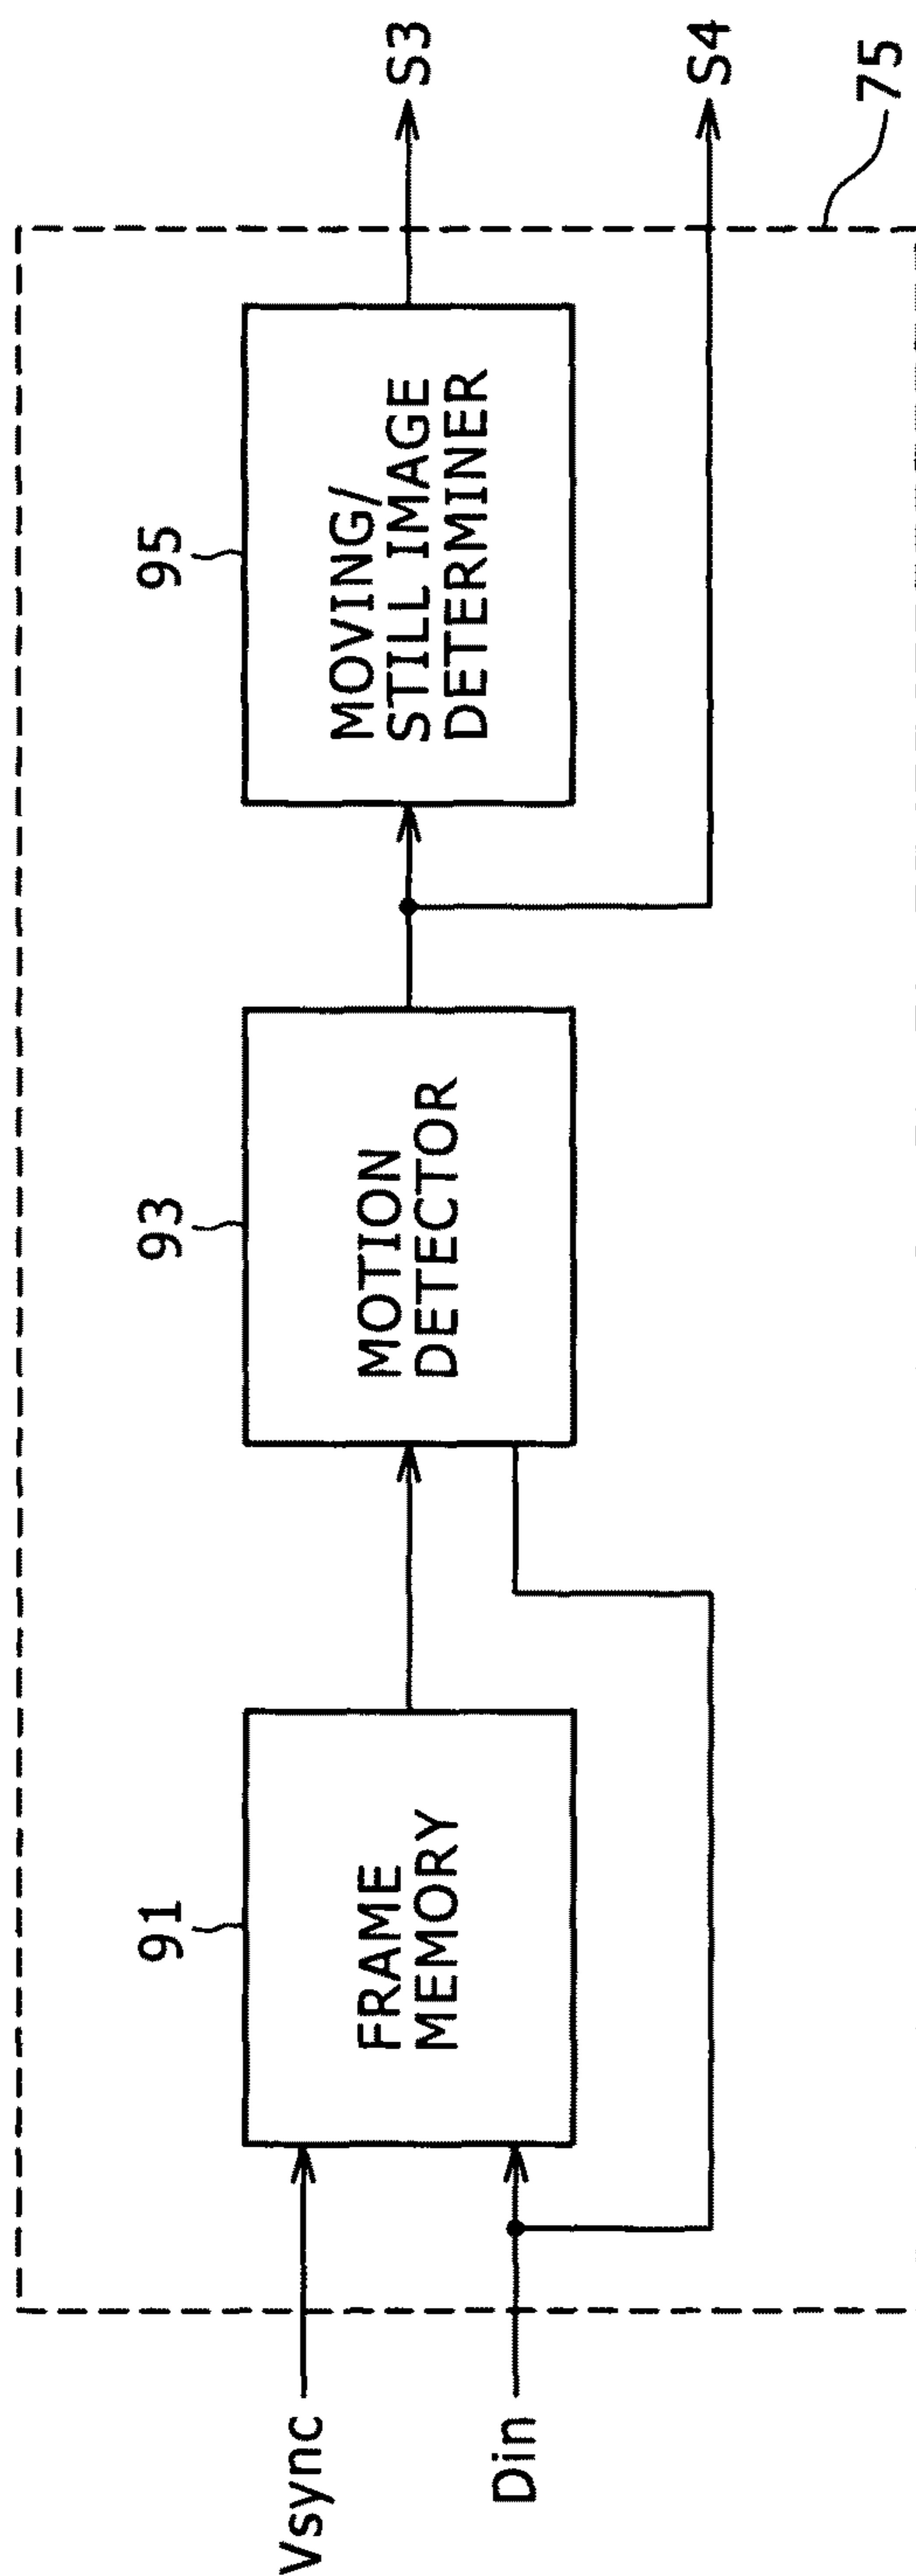 Vsync
Din
91
FRAME
MEMORY
93
MOTION
DETECTOR
95
MOVING/
STILL IMAGE
DETERMINER
S3
S4
75